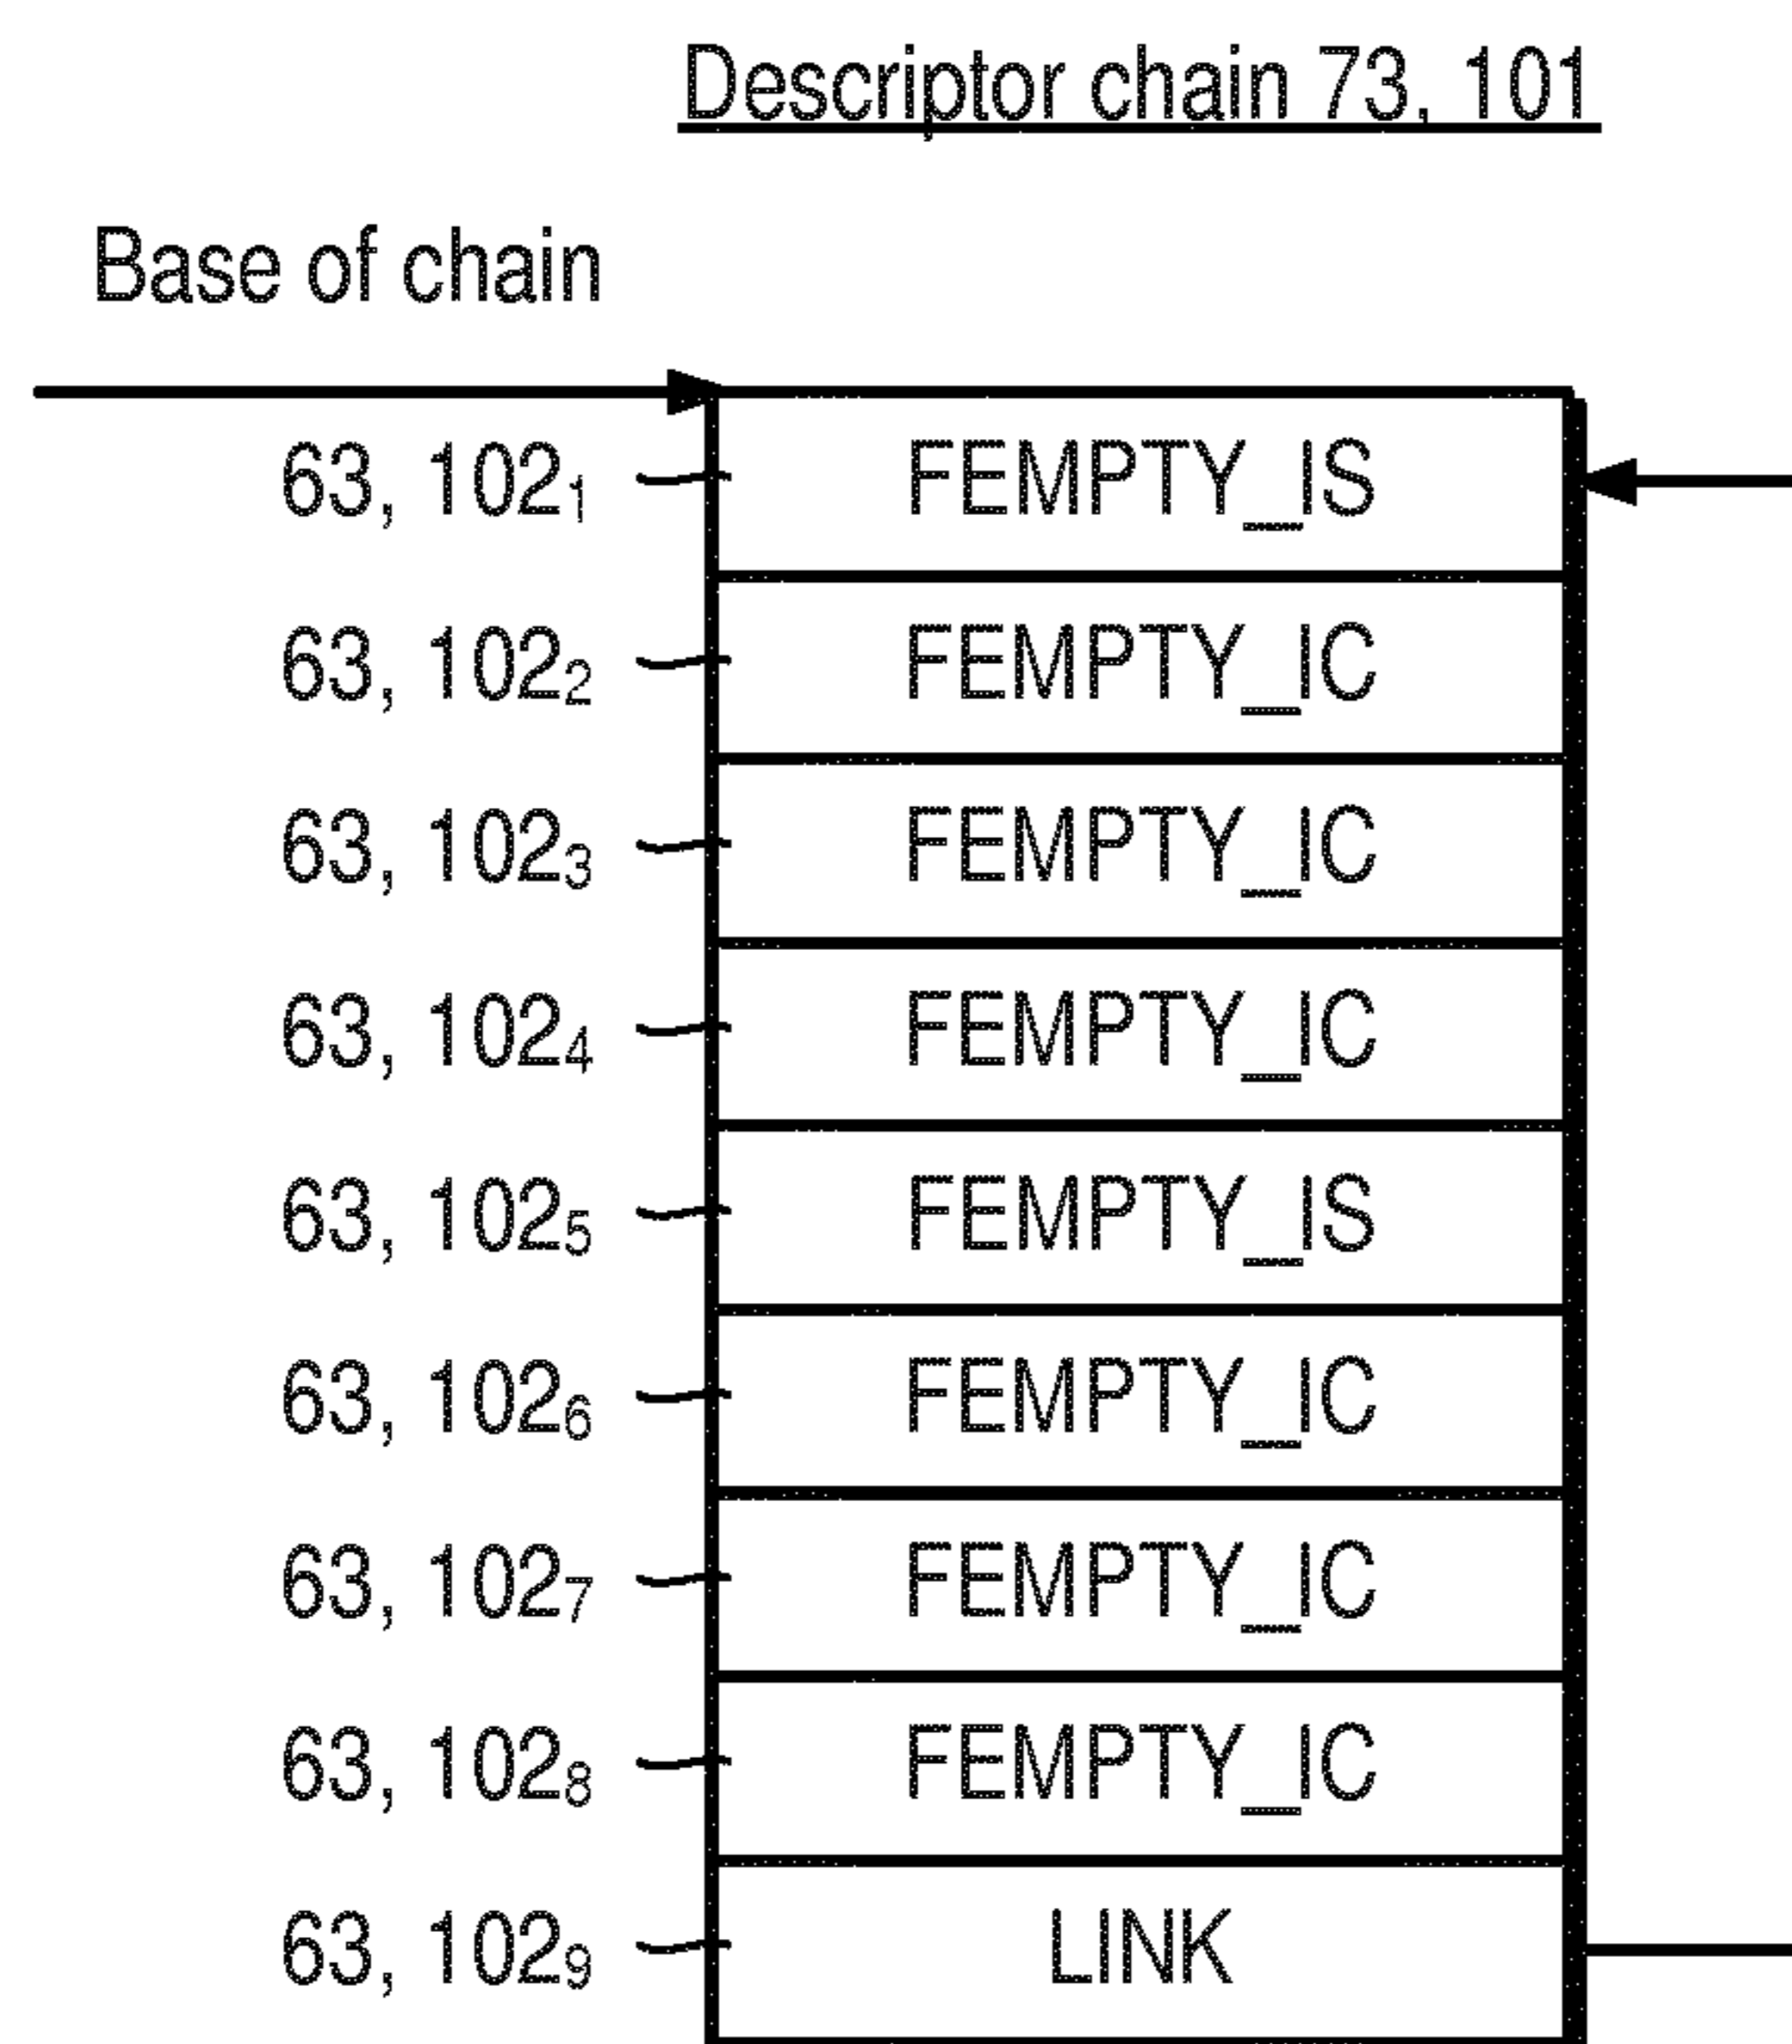 Descriptor chain 73, 101
Base of chain
63, 102₁ FEMPTY_IS
63, 102₂ FEMPTY_IC
63, 102₃ FEMPTY_IC
63, 102₄ FEMPTY_IC
63, 102₅ FEMPTY_IS
63, 102₆ FEMPTY_IC
63, 102₇ FEMPTY_IC
63, 102₈ FEMPTY_IC
63, 102₉ LINK